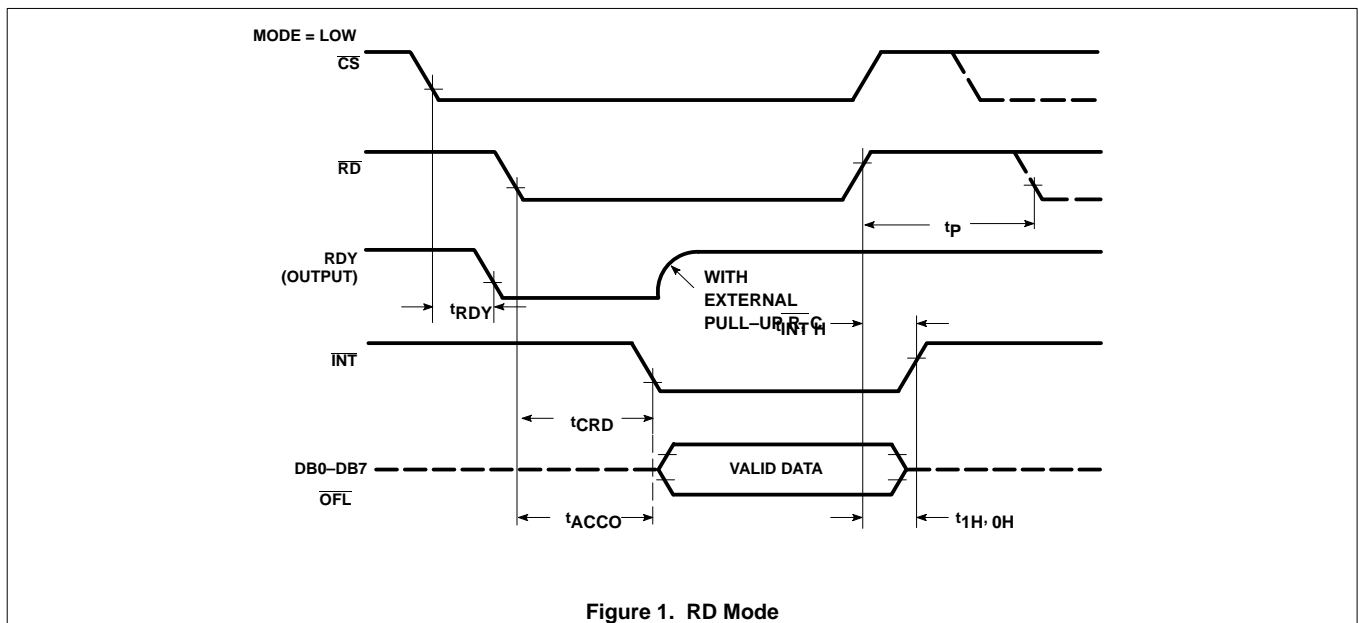 MODE = LOW
CS
RD
tP
RDY
(OUTPUT)
WITH
EXTERNAL
PULL–UP R–C
tRDY
tINT H
INT
tCRD
DB0–DB7
VALID DATA
OFL
tACCO
t1H, 0H
Figure 1. RD Mode